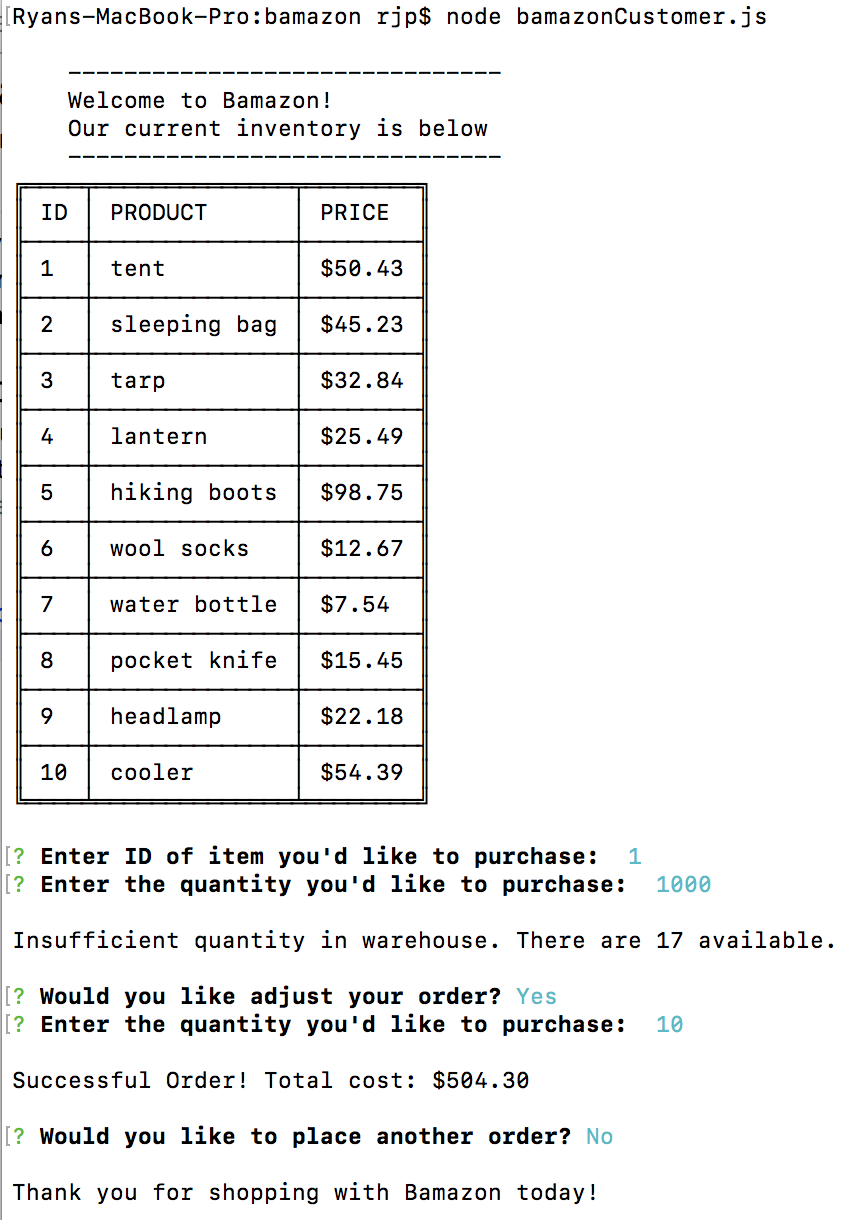 [Ryans-MacBook-Pro:bamazon rjp$ node bamazonCustomer.js
-------------------------------
Welcome to Bamazon!
Our current inventory is below
-------------------------------
ID PRODUCT PRICE
1 tent $50.43
2 sleeping bag $45.23
3 tarp $32.84
4 lantern $25.49
5 hiking boots $98.75
6 wool socks $12.67
7 water bottle $7.54
8 pocket knife $15.45
9 headlamp $22.18
10 cooler $54.39
[? Enter ID of item you'd like to purchase: 1
[? Enter the quantity you'd like to purchase: 1000
Insufficient quantity in warehouse. There are 17 available.
[? Would you like adjust your order? Yes
[? Enter the quantity you'd like to purchase: 10
Successful Order! Total cost: $504.30
[? Would you like to place another order? No
Thank you for shopping with Bamazon today!